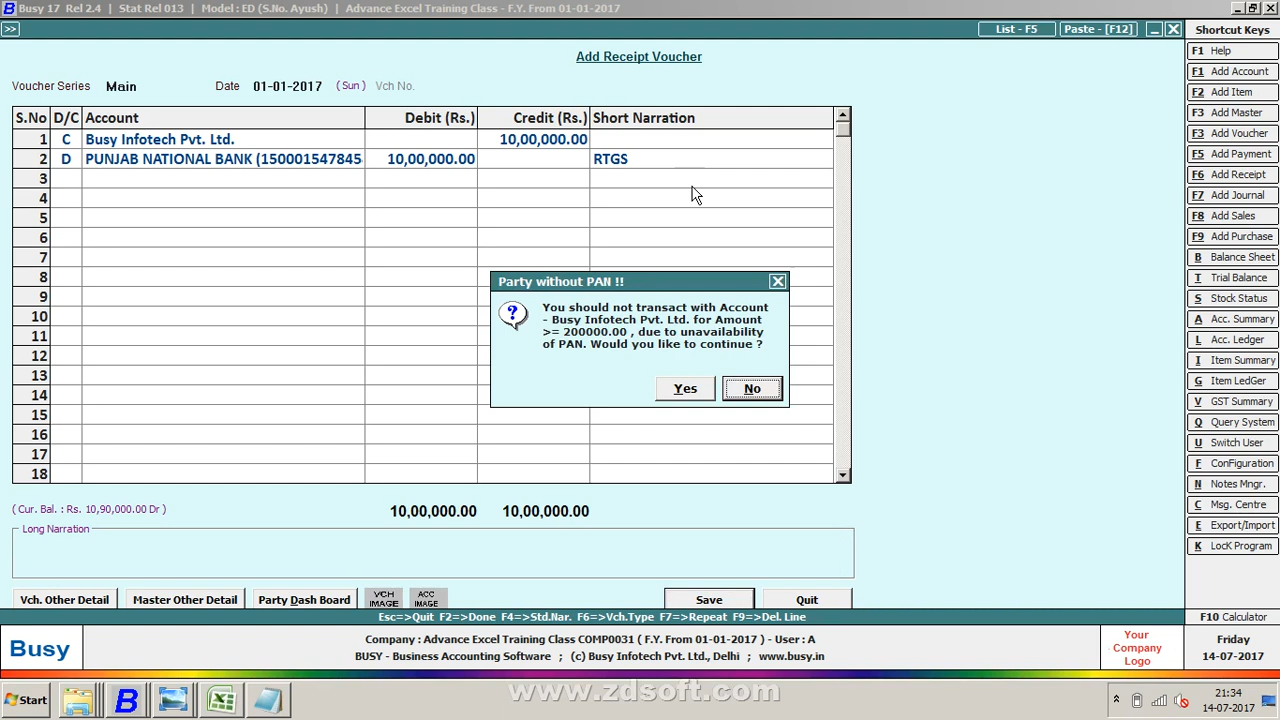 Busy 17 Rel 2.4 | Stat Rel 013 | Model : ED (S.No. Ayush) | Advance Excel Training Class - F.Y. From 01-01-2017
>>
List - F5
Paste - [F12]
Shortcut Keys
Add Receipt Voucher
Voucher Series Main Date 01-01-2017 (Sun) Vch No.
S.No D/C Account Debit (Rs.) Credit (Rs.) Short Narration
1 C Busy Infotech Pvt. Ltd. 10,00,000.00
2 D PUNJAB NATIONAL BANK (150001547845 10,00,000.00 RTGS
3
4
5
6
7
8
9
10
11
12
13
14
15
16
17
18
Party without PAN !!
You should not transact with Account
- Busy Infotech Pvt. Ltd. for Amount
>= 200000.00 , due to unavailability
of PAN. Would you like to continue ?
Yes No
( Cur. Bal. : Rs. 10,90,000.00 Dr ) 10,00,000.00 10,00,000.00
Long Narration
Vch. Other Detail
Master Other Detail
Party Dash Board
VCH
IMAGE
ACC
IMAGE
Save
Quit
Esc=>Quit F2=>Done F4=>Std.Nar. F6=>Vch.Type F7=>Repeat F9=>Del. Line
F1 Help
F1 Add Account
F2 Add Item
F3 Add Master
F3 Add Voucher
F5 Add Payment
F6 Add Receipt
F7 Add Journal
F8 Add Sales
F9 Add Purchase
B Balance Sheet
T Trial Balance
S Stock Status
A Acc. Summary
L Acc. Ledger
I Item Summary
G Item LedGer
V GST Summary
Q Query System
U Switch User
F ConFiguration
N Notes Mngr.
M Msg. Centre
E Export/Import
K LocK Program
F10 Calculator
Busy
Company : Advance Excel Training Class COMP0031 ( F.Y. From 01-01-2017 ) - User : A
BUSY - Business Accounting Software ; (c) Busy Infotech Pvt. Ltd., Delhi ; www.busy.in
Your
Company
Logo
Friday
14-07-2017
Start
www.zdsoft.com
21:34
14-07-2017